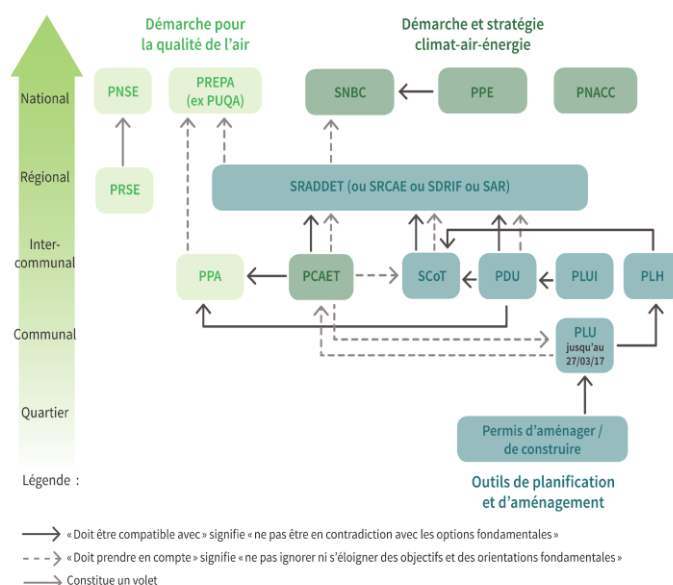 Démarche pour
la qualité de l'air
Démarche et stratégie
climat-air-énergie
National
PNSE
PREPA
(ex PUQA)
SNBC
PPE
PNACC
Régional
PRSE
SRADDET (ou SRCAE ou SDRIF ou SAR)
Inter-
communal
PPA
PCAET
SCoT
PDU
PLUI
PLH
Communal
PLU
jusqu'au
27/03/17
Quartier
Permis d'aménager /
de construire
Outils de planification
et d'aménagement
Légende :
« Doit être compatible avec » signifie « ne pas être en contradiction avec les options fondamentales »
« Doit prendre en compte » signifie « ne pas ignorer ni s'éloigner des objectifs et des orientations fondamentales »
Constitue un volet